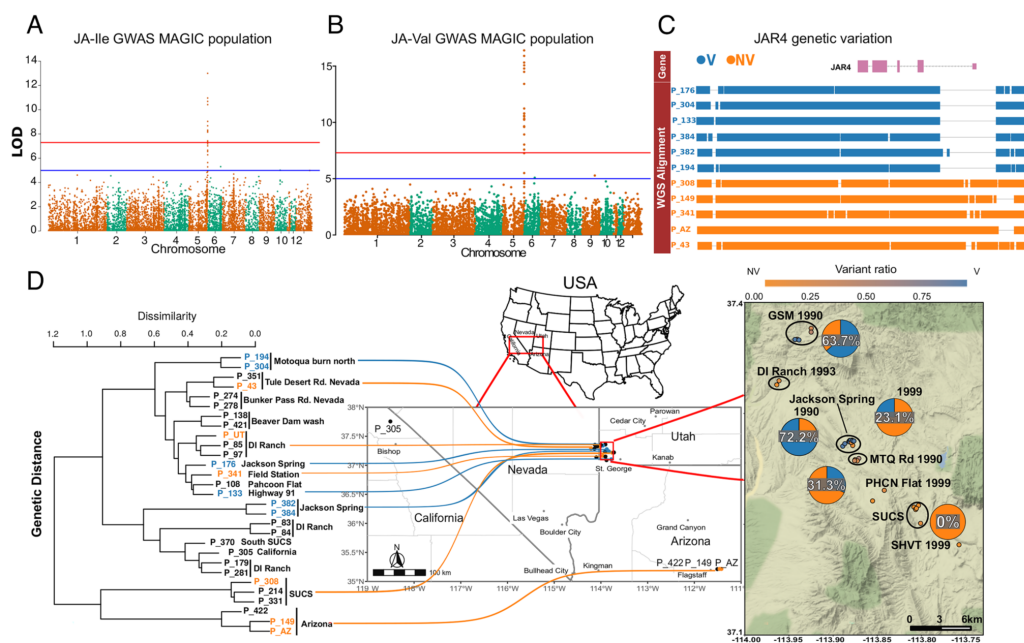 A
JA-Ile GWAS MAGIC population
LOD
14
12
10
8
6
4
2
0
1 2 3 4 5 6 7 8 9 10 12
Chromosome
B
JA-Val GWAS MAGIC population
15
10
5
0
1 2 3 4 5 6 7 8 9 10 12
Chromosome
C
JAR4 genetic variation
V NV
Gene
JAR4
WGS Alignment
P_176
P_304
P_133
P_384
P_382
P_194
P_308
P_149
P_341
P_AZ
P_43
D
Dissimilarity
1.2 1.0 0.8 0.6 0.4 0.2 0.0
Genetic Distance
P_194
P_304
Motoqua burn north
P_351
P_43
Tule Desert Rd. Nevada
P_274
P_278
Bunker Pass Rd. Nevada
P_138
P_421
Beaver Dam wash
P_UT
P_85
P_97
DI Ranch
P_176
Jackson Spring
P_341
Field Station
P_108
Pahcoon Flat
P_133
Highway 91
P_382
P_384
Jackson Spring
P_83
P_84
DI Ranch
P_370
South SUCS
P_305
California
P_179
P_281
DI Ranch
P_308
P_214
P_331
SUCS
P_422
P_149
P_AZ
Arizona
USA
Nevada
Utah
California
Arizona
38°N
37.5°N
37°N
36.5°N
36°N
35.5°N
35°N
P_305
Bishop
Parowan
Cedar City
Utah
Kanab
St. George
Nevada
California
Las Vegas
Boulder City
Grand Canyon
Arizona
Bullhead City
Kingman
P_422 P_149 P_AZ
Flagstaff
N
100 km
119.5°W 118°W 116.5°W 115°W 114°W 112.5°W 111°W
Variant ratio
NV V
0.00 0.25 0.50 0.75
37.4
GSM 1990
63.7%
DI Ranch 1993
1999
Jackson Spring
23.1%
1990
72.2%
MTQ Rd 1990
31.3%
PHCN Flat 1999
SUCS
0%
SHVT 1999
0 3 6km
37.1
-114.00 -113.95 -113.90 -113.85 -113.80 -113.75